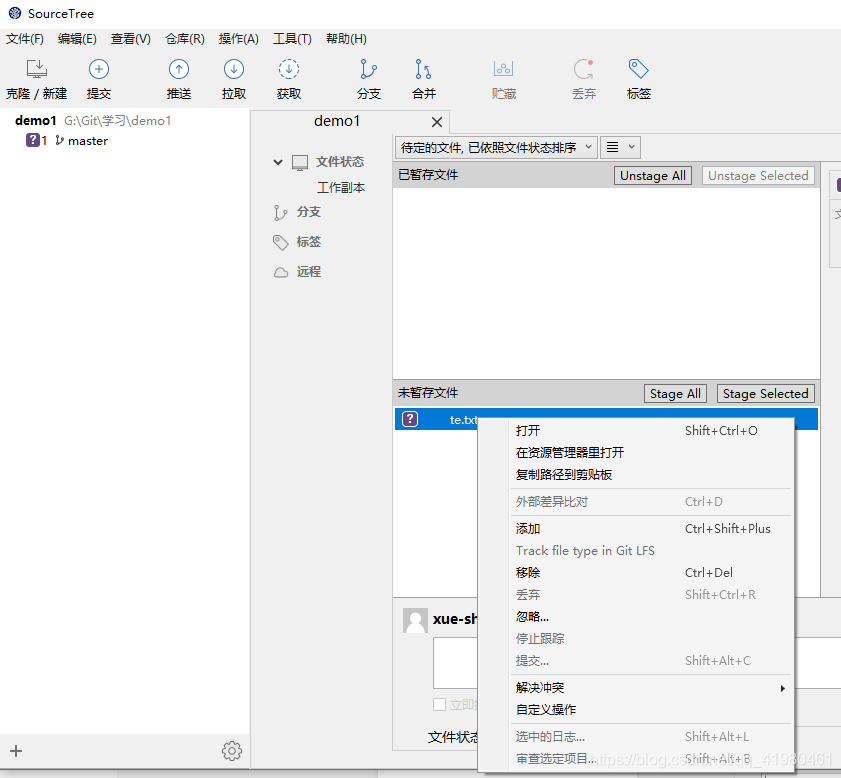 SourceTree
文件(F) 编辑(E) 查看(V) 仓库(R) 操作(A) 工具(T) 帮助(H)
克隆 / 新建 提交 推送 拉取 获取 分支 合并 贮藏 丢弃 标签
demo1 G:\Git\学习\demo1
1 master
demo1
文件状态
工作副本
分支
标签
远程
待定的文件, 已依照文件状态排序
已暂存文件 Unstage All Unstage Selected
未暂存文件 Stage All Stage Selected
? te.txt
打开 Shift+Ctrl+O
在资源管理器里打开
复制路径到剪贴板
外部差异比对 Ctrl+D
添加 Ctrl+Shift+Plus
Track file type in Git LFS
移除 Ctrl+Del
丢弃 Shift+Ctrl+R
忽略...
停止跟踪
提交... Shift+Alt+C
解决冲突
自定义操作
选中的日志... Shift+Alt+L
审查选定项目... Shift+Alt+B
xue-sh
立即
文件状态